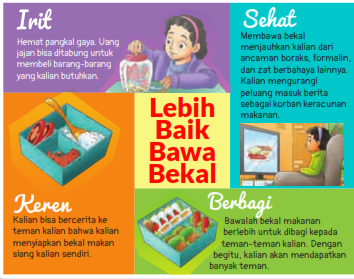 Irit
Hemat pangkal gaya. Uang
jajan bisa ditabung untuk
membeli barang-barang
yang kalian butuhkan.
Sehat
Membawa bekal
menjauhkan kalian dari
ancaman boraks, formalin,
dan zat berbahaya lainnya.
Kalian mengurangi
peluang masuk berita
sebagai korban keracunan
makanan.
Lebih
Baik
Bawa
Bekal
Keren
Kalian bisa bercerita ke
teman kalian bahwa kalian
menyiapkan bekal makan
siang kalian sendiri.
Berbagi
Bawalah bekal makanan
berlebih untuk dibagi kepada
teman-teman kalian. Dengan
begitu, kalian akan mendapatkan
banyak teman.